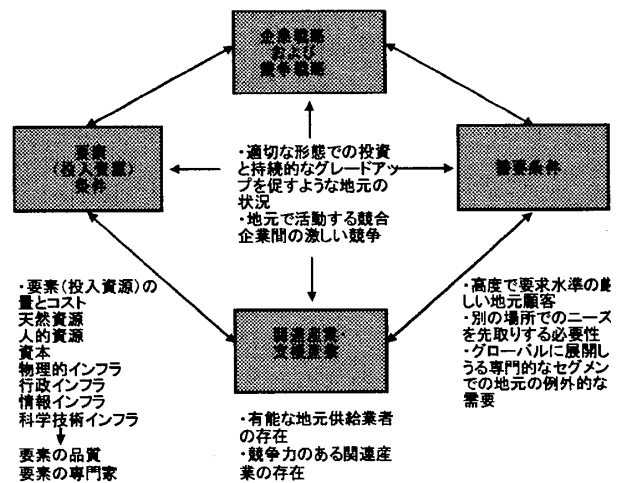 企業戦略
および
競争戦略
要素
(投入資源)
条件
・適切な形態での投資
と持続的なグレードアッ
プを促すような地元の
状況
・地元で活動する競合
企業間の激しい競争
需要条件
・要素(投入資源)の
量とコスト
天然資源
人的資源
資本
物理的インフラ
行政インフラ
情報インフラ
科学技術インフラ
要素の品質
要素の専門家
関連産業・
支援産業
・有能な地元供給業者
の存在
・競争力のある関連産
業の存在
・高度で要求水準の厳
しい地元顧客
・別の場所でのニーズ
を先取りする必要性
・グローバルに展開し
うる専門的なセグメン
での地元の例外的な
需要